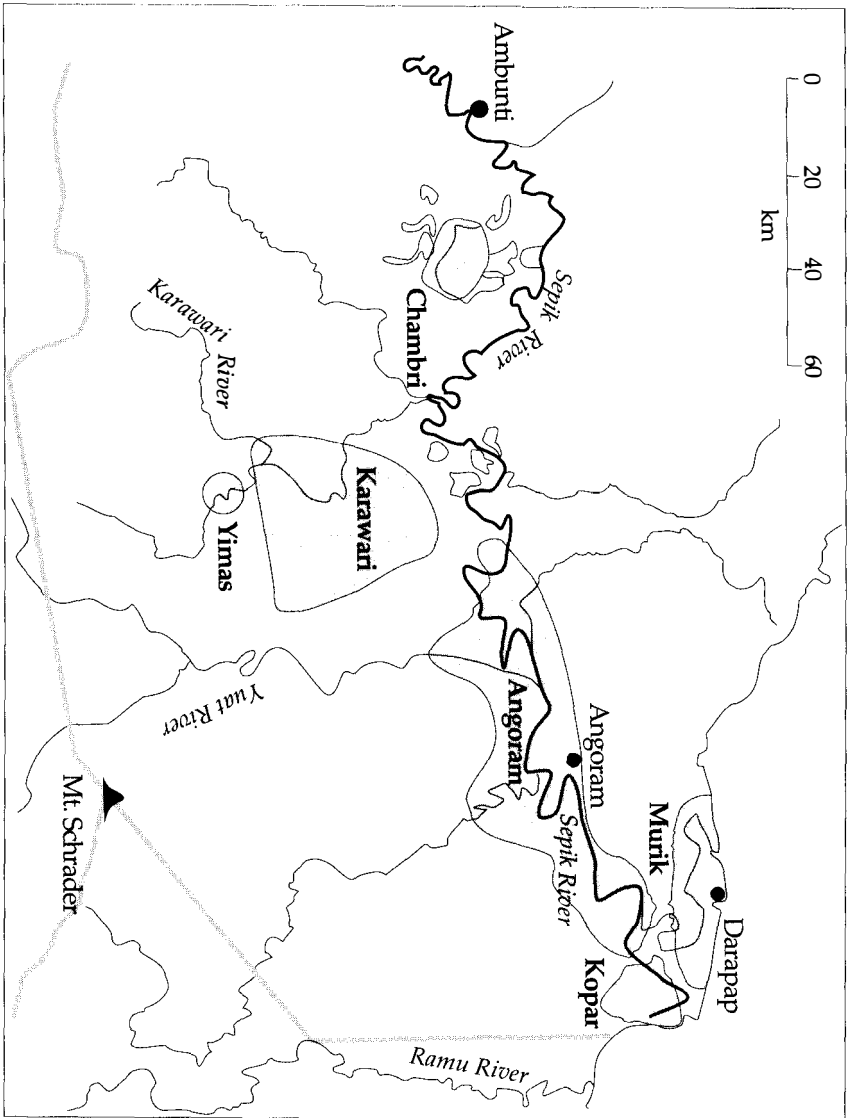 0 20 40 60
km
Darapap
Murik
Angoram
Kopar
Sepik River
Sepik River
Ambunti
Angoram
Ramu River
Chambri
Karawari
Yimas
Karawari River
Yuat River
Mt. Schrader